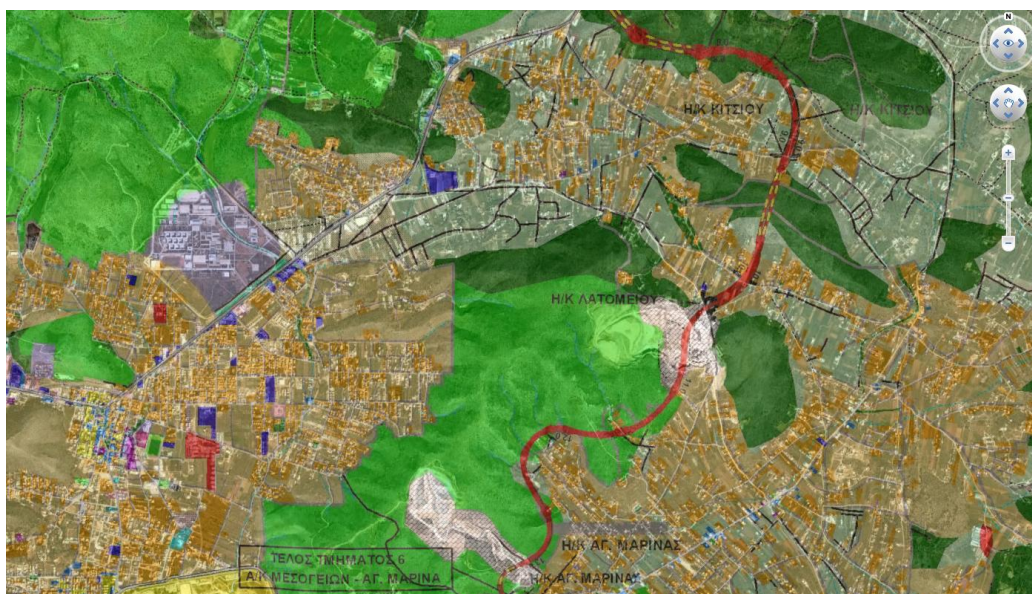 N
Η/Κ ΚΙΤΣΙΟΥ
Η/Κ ΚΙΤΣΙΟΥ
Η/Κ ΛΑΤΟΜΕΙΟΥ
Η/Κ ΑΓ. ΜΑΡΙΝΑΣ
ΤΕΛΟΣ ΤΜΗΜΑΤΟΣ 6
Α/Κ ΜΕΣΟΓΕΙΩΝ - ΑΓ. ΜΑΡΙΝΑ
Η/Κ ΑΓ. ΜΑΡΙΝΑΣ